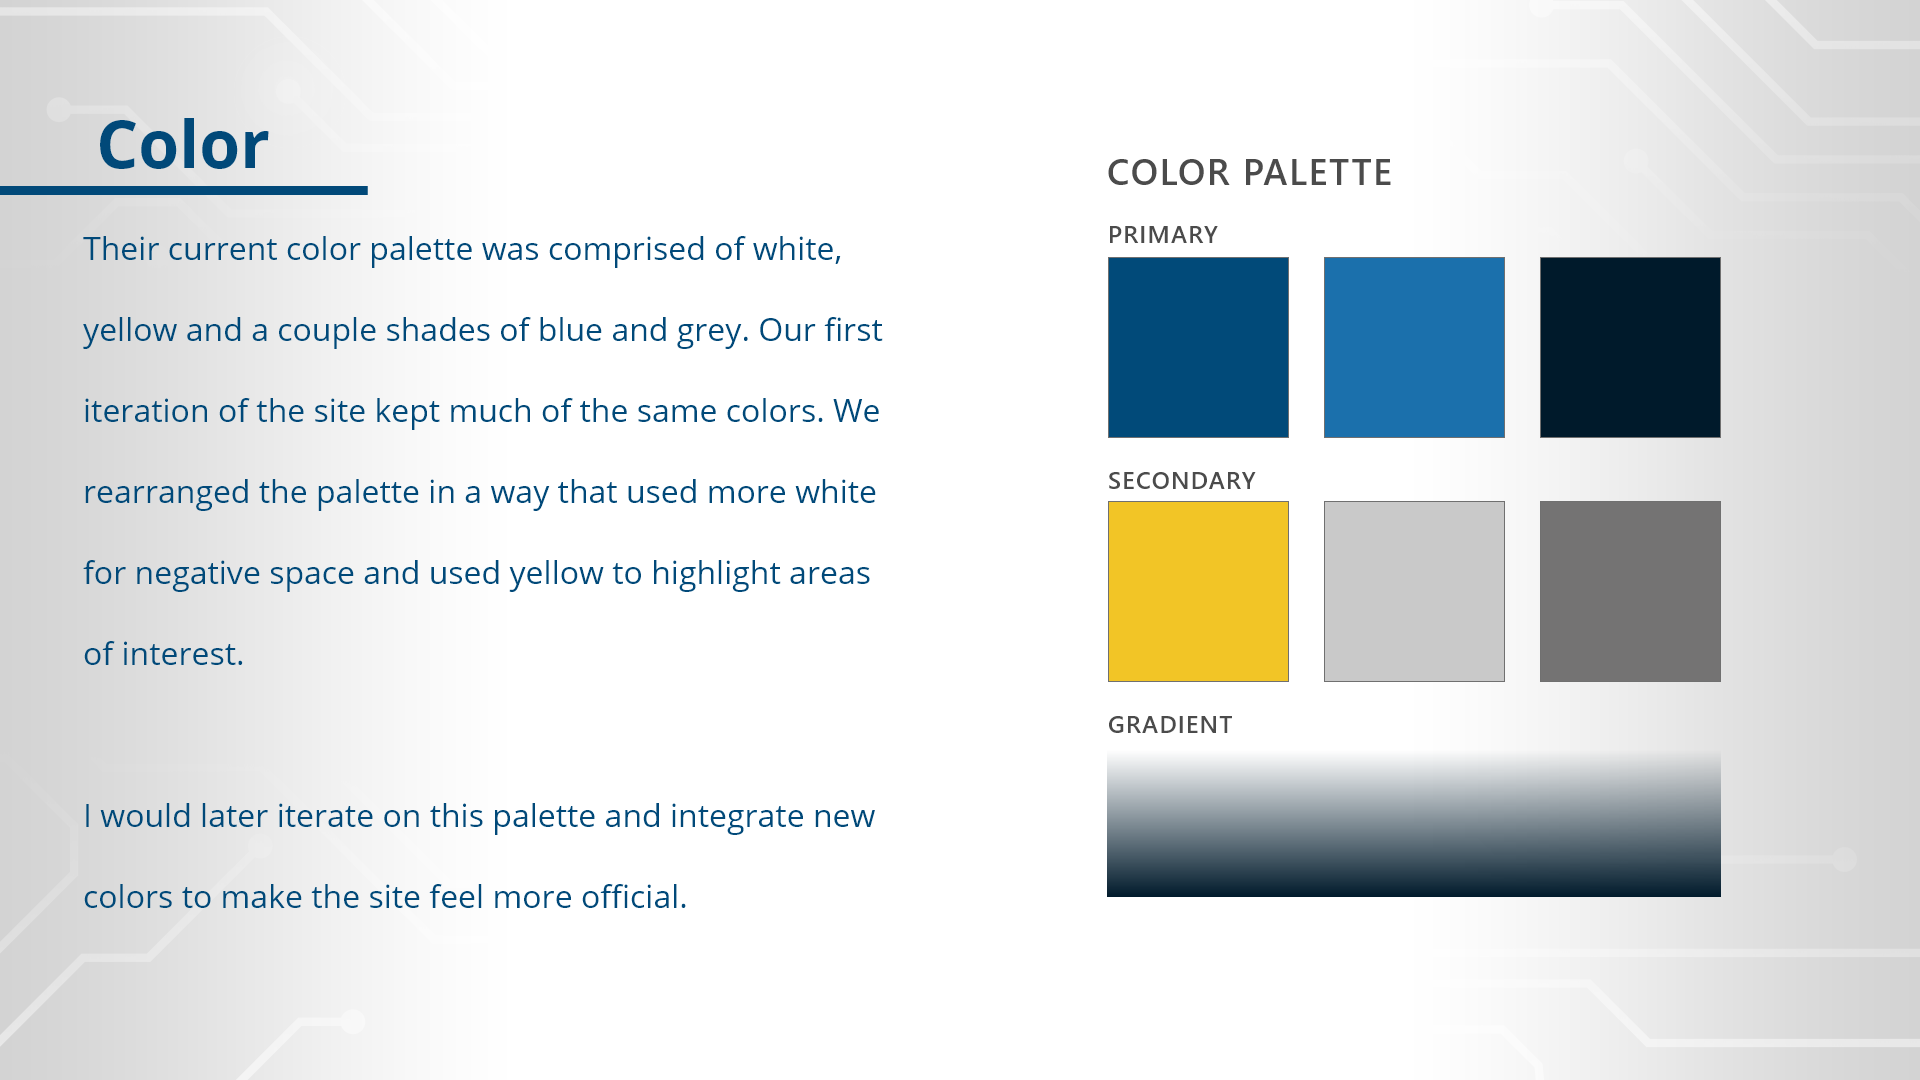 Color
Their current color palette was comprised of white,
yellow and a couple shades of blue and grey. Our first
iteration of the site kept much of the same colors. We
rearranged the palette in a way that used more white
for negative space and used yellow to highlight areas
of interest.
I would later iterate on this palette and integrate new
colors to make the site feel more official.
COLOR PALETTE
PRIMARY
SECONDARY
GRADIENT